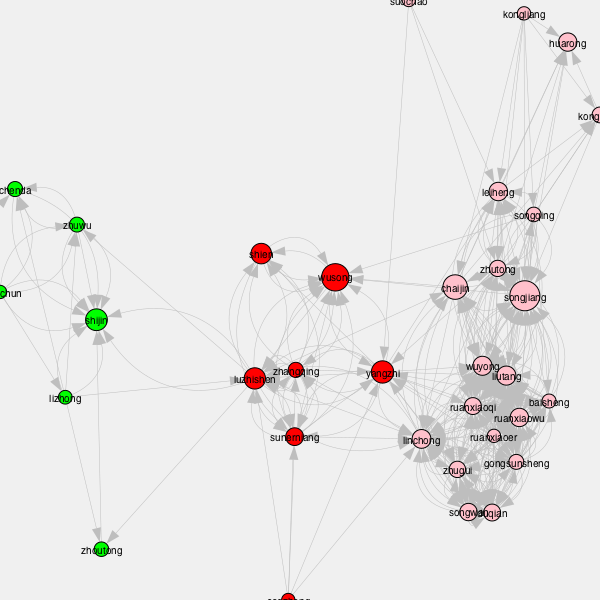 suochao
kongliang
huarong
kong
chenda
leiheng
zhuwu
songqing
shien
zhutong
wusong
chaijin
songjiang
chun
shijin
wuyong
zhangqing
yangzhi
liutang
luzhishen
lizhong
baisheng
ruanxiaoqi
ruanxiaowu
sunerniang
linchong
ruanxiaoer
gongsunsheng
zhugui
songwan
zhoutong